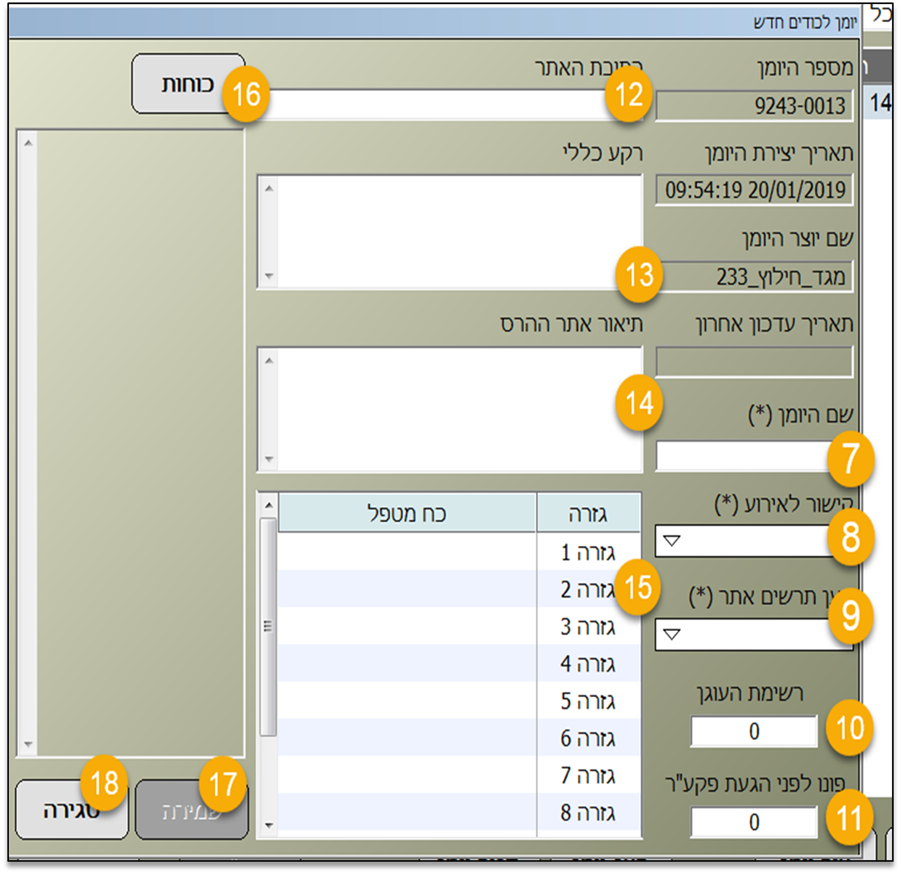 יומן לכודים חדש
כל
14
מספר היומן
9243-0013
תאריך יצירת היומן
09:54:19 20/01/2019
שם יוצר היומן
מגד_חילוץ_233
תאריך עדכון אחרון
שם היומן (*)
7
קישור לאירוע (*)
8
תרשים אתר (*)
9
רשימת העוגן
0
10
פונו לפני הגעת פקע"ר
0
11
כתובת האתר
12
רקע כללי
13
תיאור אתר ההרס
14
גזרה
כח מטפל
גזרה 1
גזרה 2
15
גזרה 3
גזרה 4
גזרה 5
גזרה 6
גזרה 7
גזרה 8
כוחות
16
שמירה
17
סגירה
18